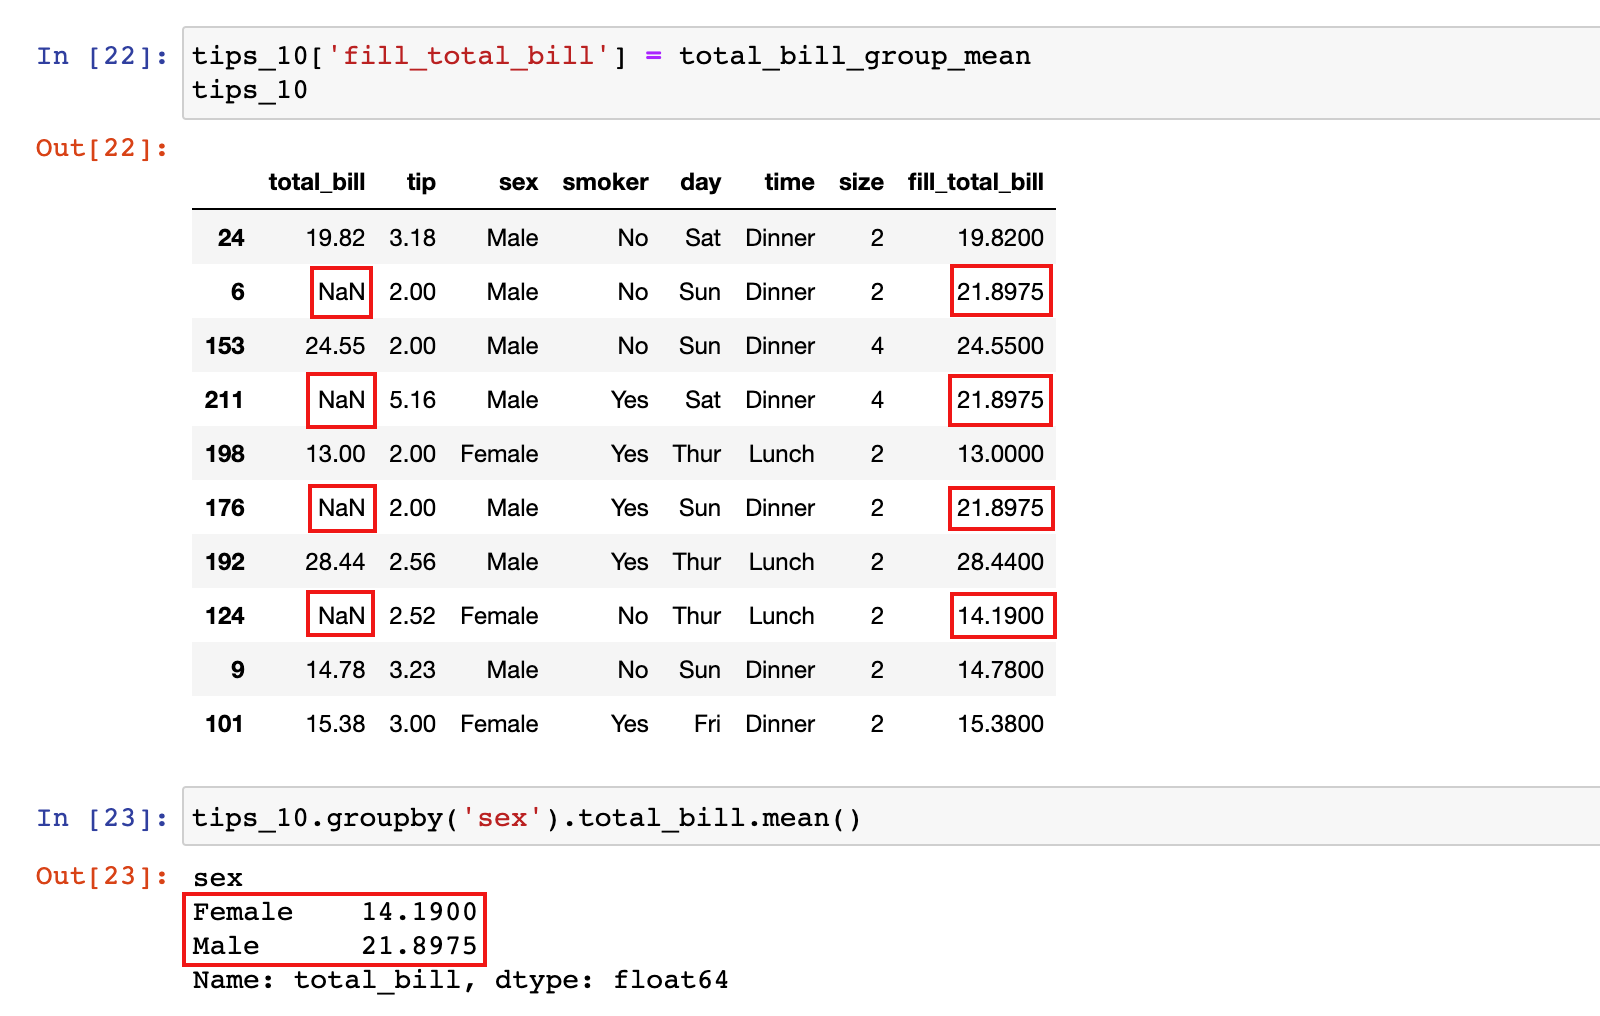 In [22]: tips_10['fill_total_bill'] = total_bill_group_mean
tips_10
Out[22]:
total_bill tip sex smoker day time size fill_total_bill
24 19.82 3.18 Male No Sat Dinner 2 19.8200
6 NaN 2.00 Male No Sun Dinner 2 21.8975
153 24.55 2.00 Male No Sun Dinner 4 24.5500
211 NaN 5.16 Male Yes Sat Dinner 4 21.8975
198 13.00 2.00 Female Yes Thur Lunch 2 13.0000
176 NaN 2.00 Male Yes Sun Dinner 2 21.8975
192 28.44 2.56 Male Yes Thur Lunch 2 28.4400
124 NaN 2.52 Female No Thur Lunch 2 14.1900
9 14.78 3.23 Male No Sun Dinner 2 14.7800
101 15.38 3.00 Female Yes Fri Dinner 2 15.3800
In [23]: tips_10.groupby('sex').total_bill.mean()
Out[23]: sex
Female 14.1900
Male 21.8975
Name: total_bill, dtype: float64